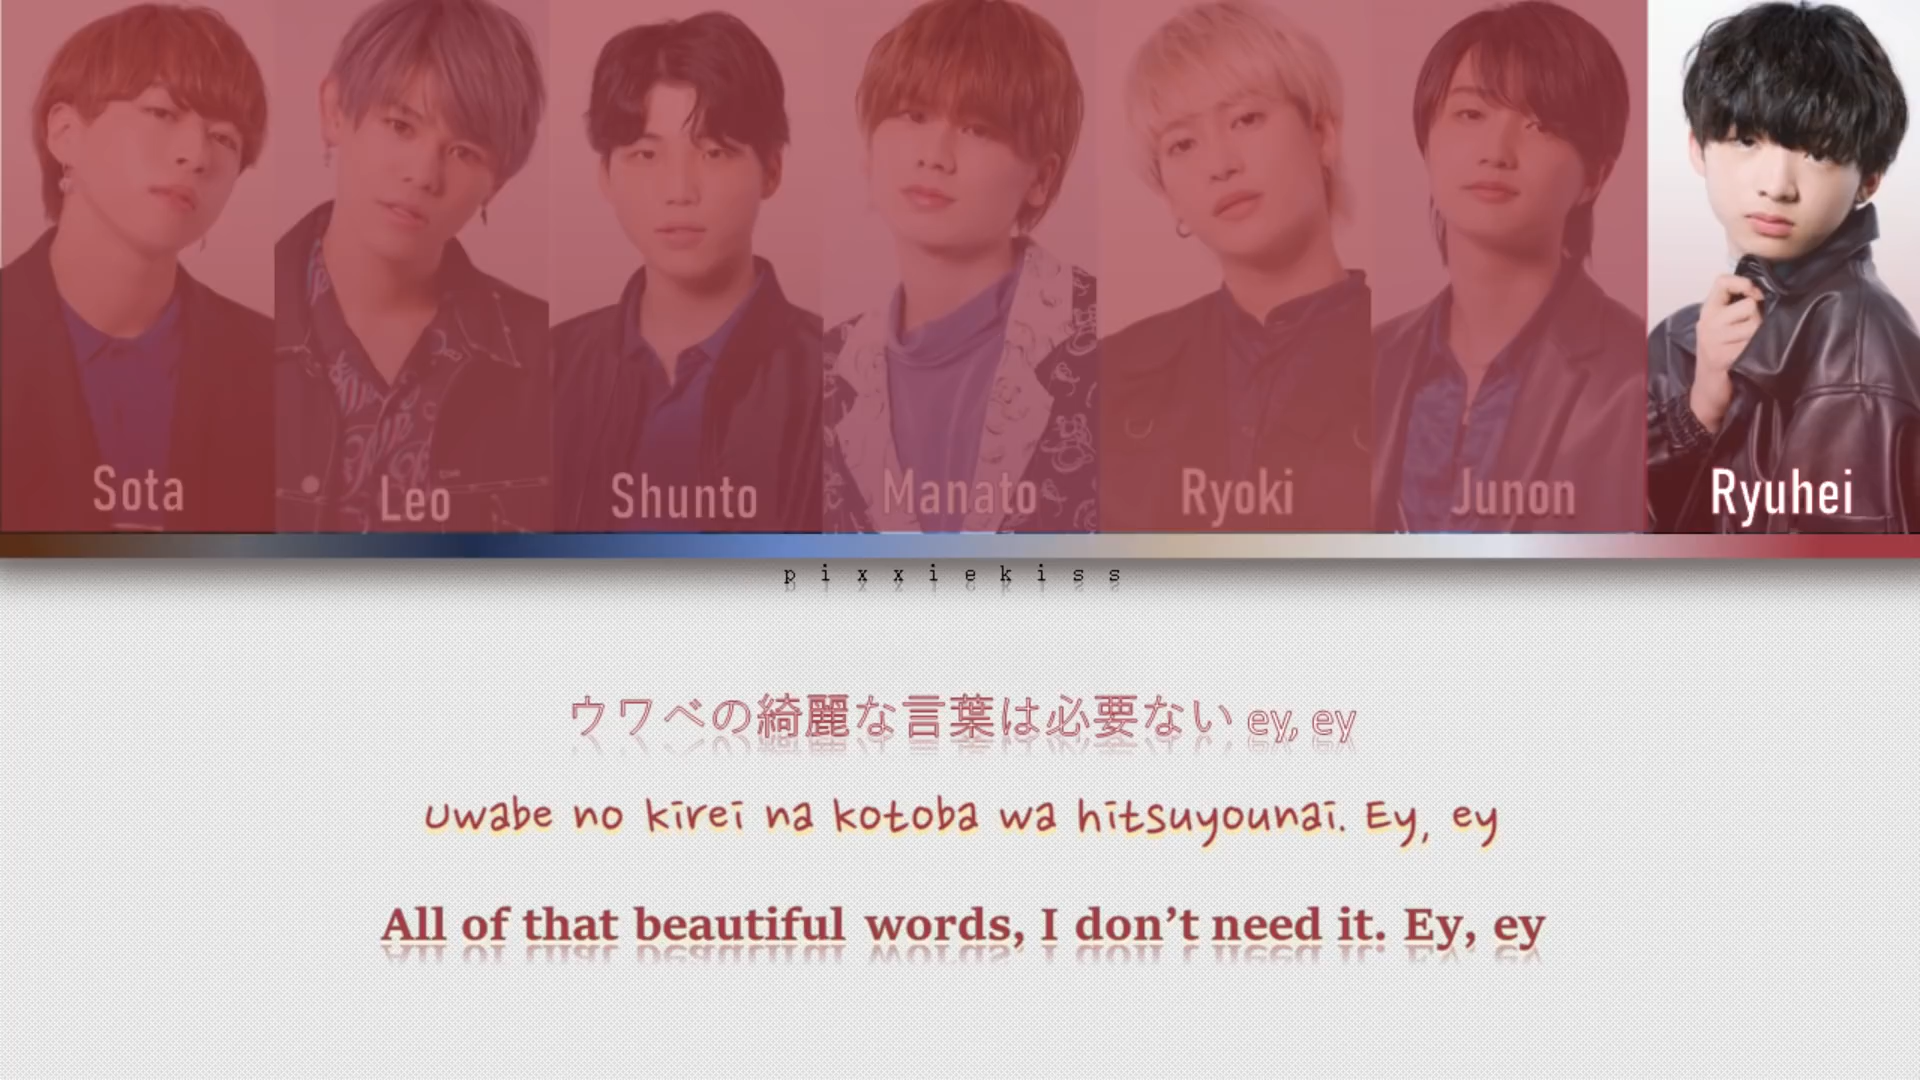 Sota Leo Shunto Manato Ryoki Junon Ryuhei
pixxiekiss
ウワベの綺麗な言葉は必要ない ey, ey
Uwabe no kirei na kotoba wa hitsuyounai. Ey, ey
All of that beautiful words, I don't need it. Ey, ey